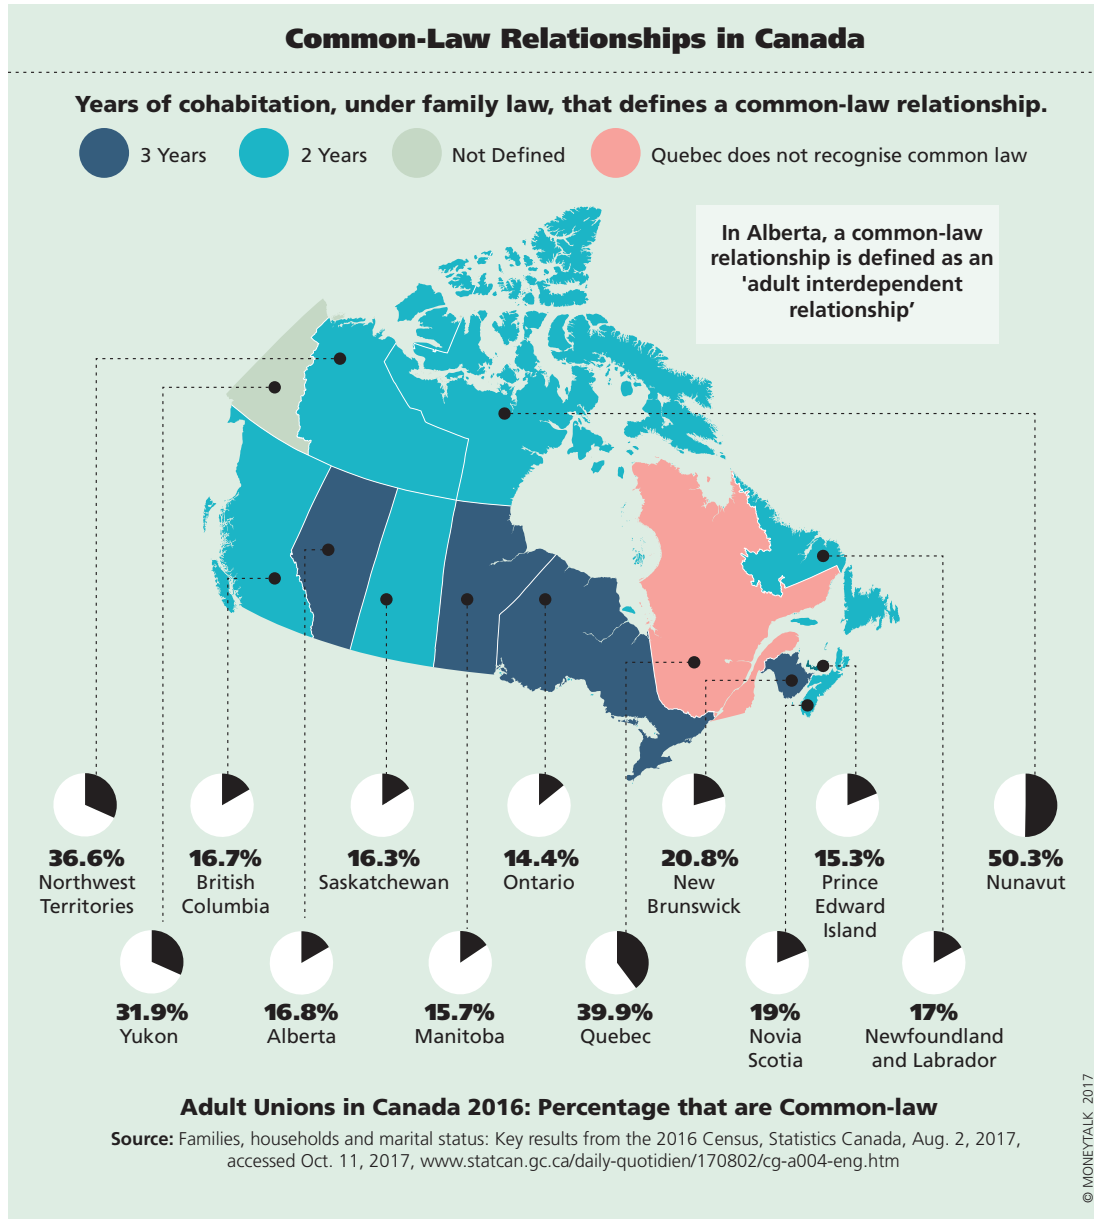 Common-Law Relationships in Canada
Years of cohabitation, under family law, that defines a common-law relationship.
3 Years
2 Years
Not Defined
Quebec does not recognise common law
In Alberta, a common-law
relationship is defined as an
'adult interdependent
relationship’
36.6%
Northwest
Territories
16.7%
British
Columbia
16.3%
Saskatchewan
14.4%
Ontario
20.8%
New
Brunswick
15.3%
Prince
Edward
Island
50.3%
Nunavut
31.9%
Yukon
16.8%
Alberta
15.7%
Manitoba
39.9%
Quebec
19%
Novia
Scotia
17%
Newfoundland
and Labrador
Adult Unions in Canada 2016: Percentage that are Common-law
Source: Families, households and marital status: Key results from the 2016 Census, Statistics Canada, Aug. 2, 2017,
accessed Oct. 11, 2017, www.statcan.gc.ca/daily-quotidien/170802/cg-a004-eng.htm
© MONEYTALK 2017